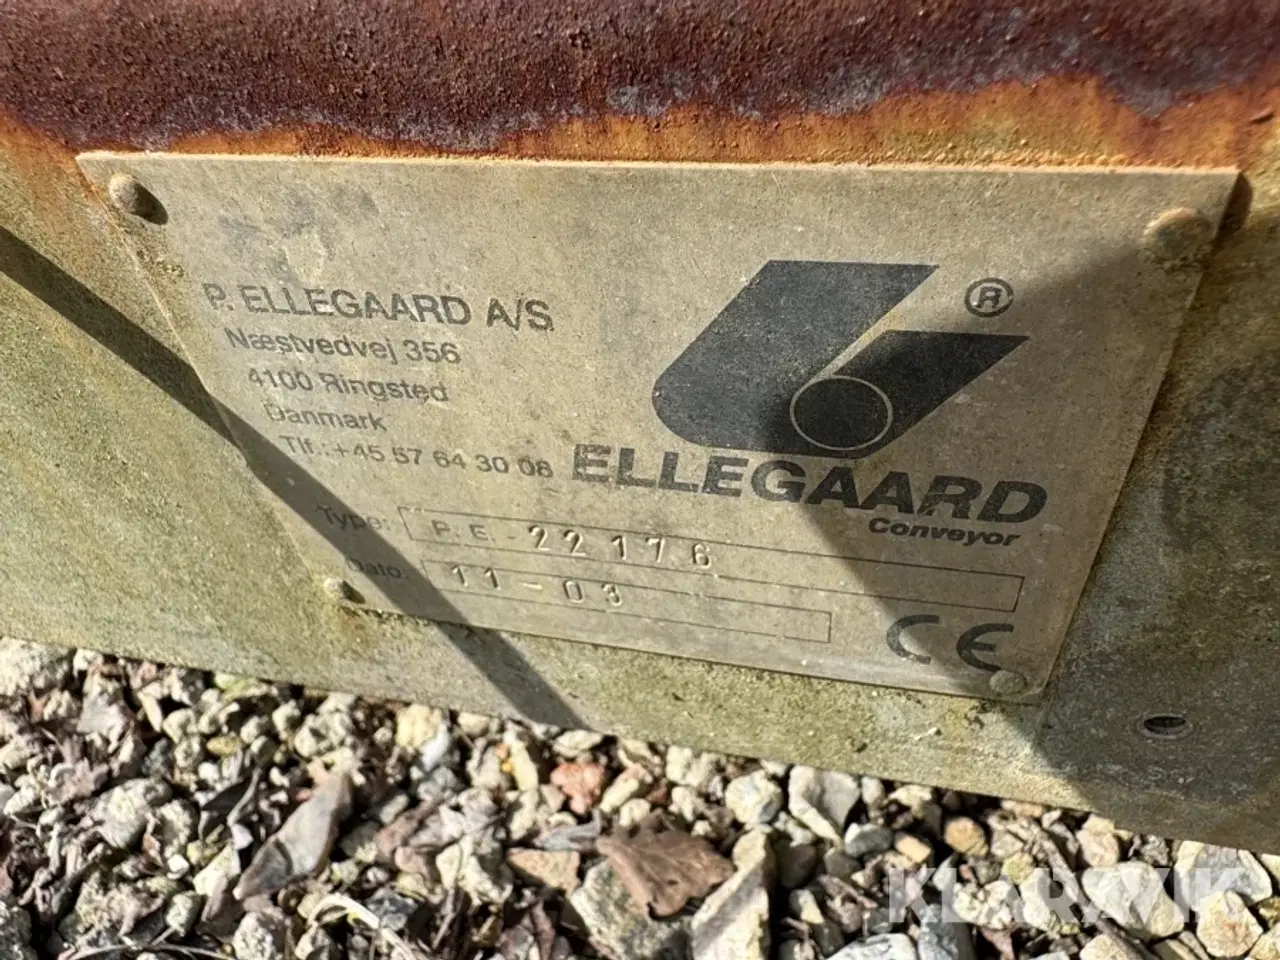 P. ELLEGAARD A/S
Næstvedvej 356
4100 Ringsted
Danmark
Tlf.: +45 57 64 30 08
®
ELLEGAARD
Conveyor
Type: P.E.-22176
Dato: 11-03
CE
KLARAVIK